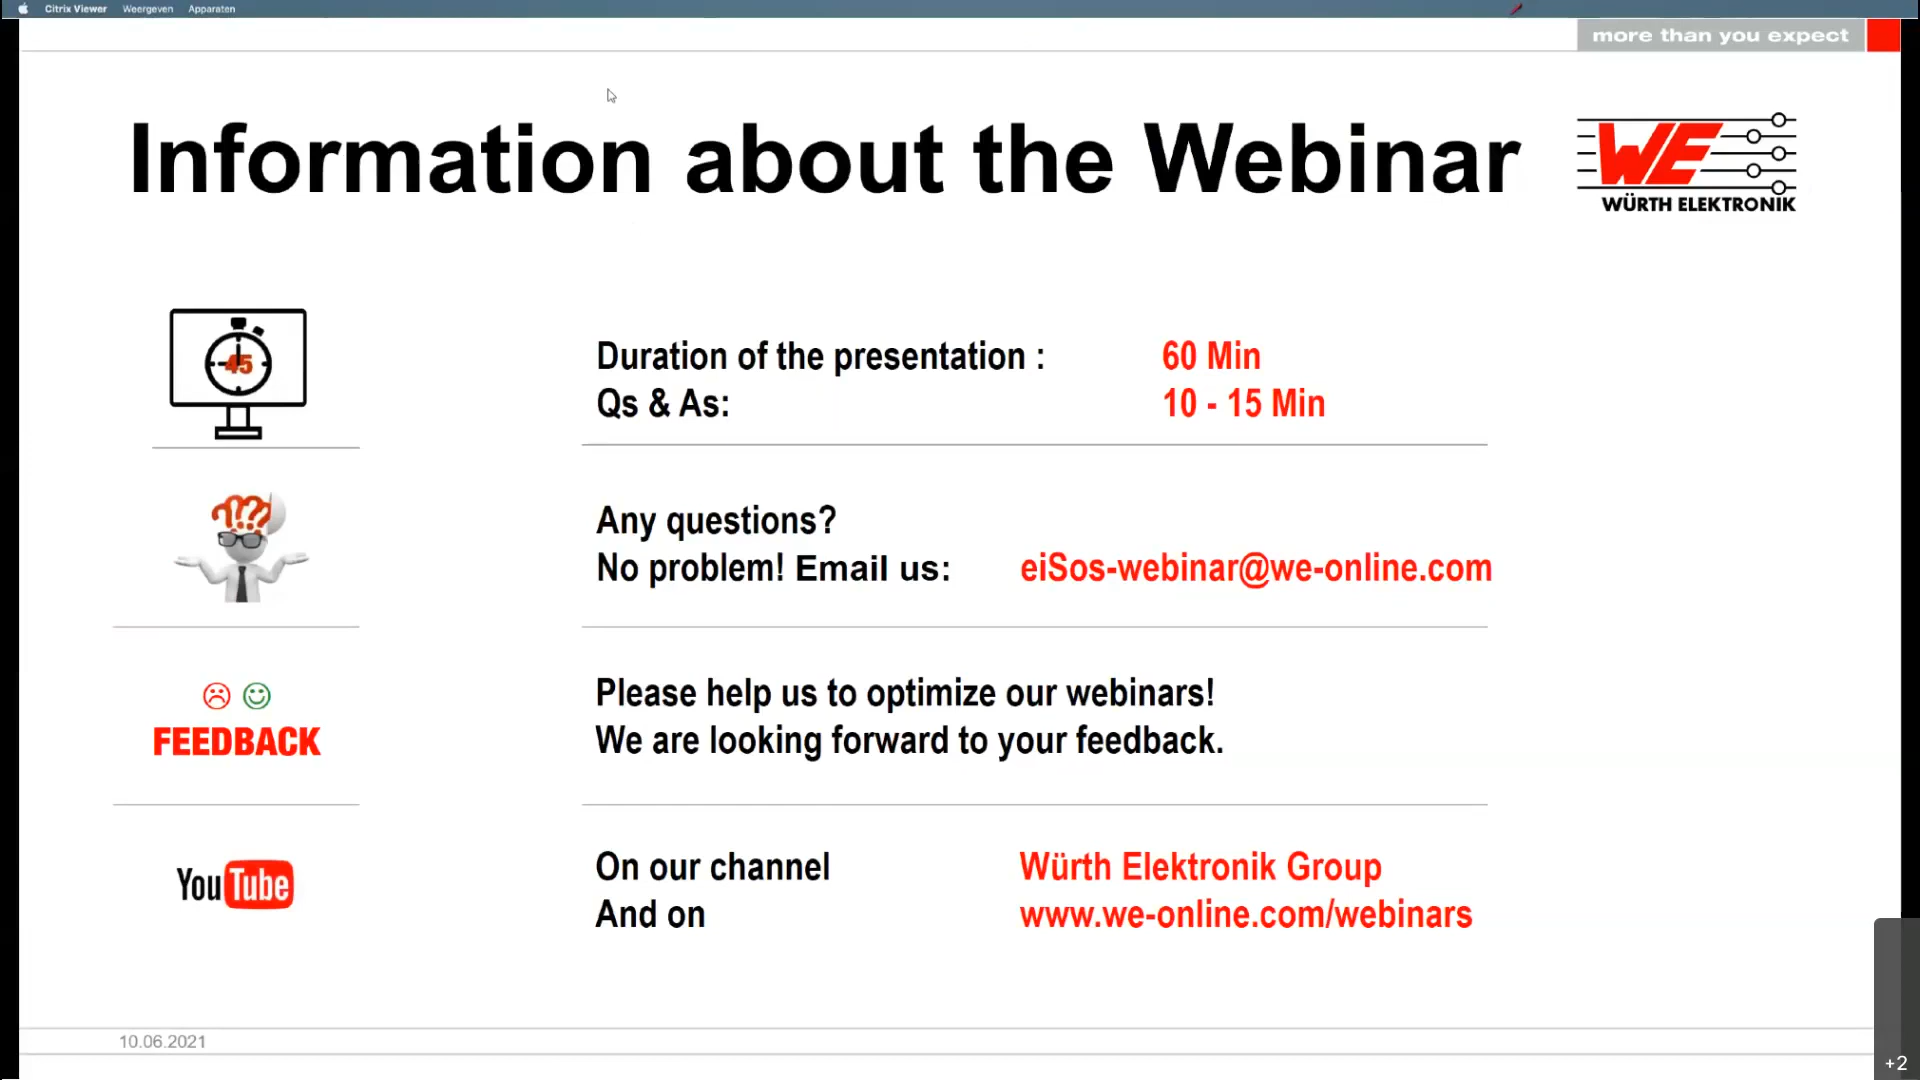 Citrix Viewer Weergeven Apparaten
more than you expect
Information about the Webinar
WE
WÜRTH ELEKTRONIK
45
Duration of the presentation : 60 Min
Qs & As: 10 - 15 Min
???
!!
Any questions?
No problem! Email us: eiSos-webinar@we-online.com
FEEDBACK
Please help us to optimize our webinars!
We are looking forward to your feedback.
YouTube
On our channel Würth Elektronik Group
And on www.we-online.com/webinars
10.06.2021
+2